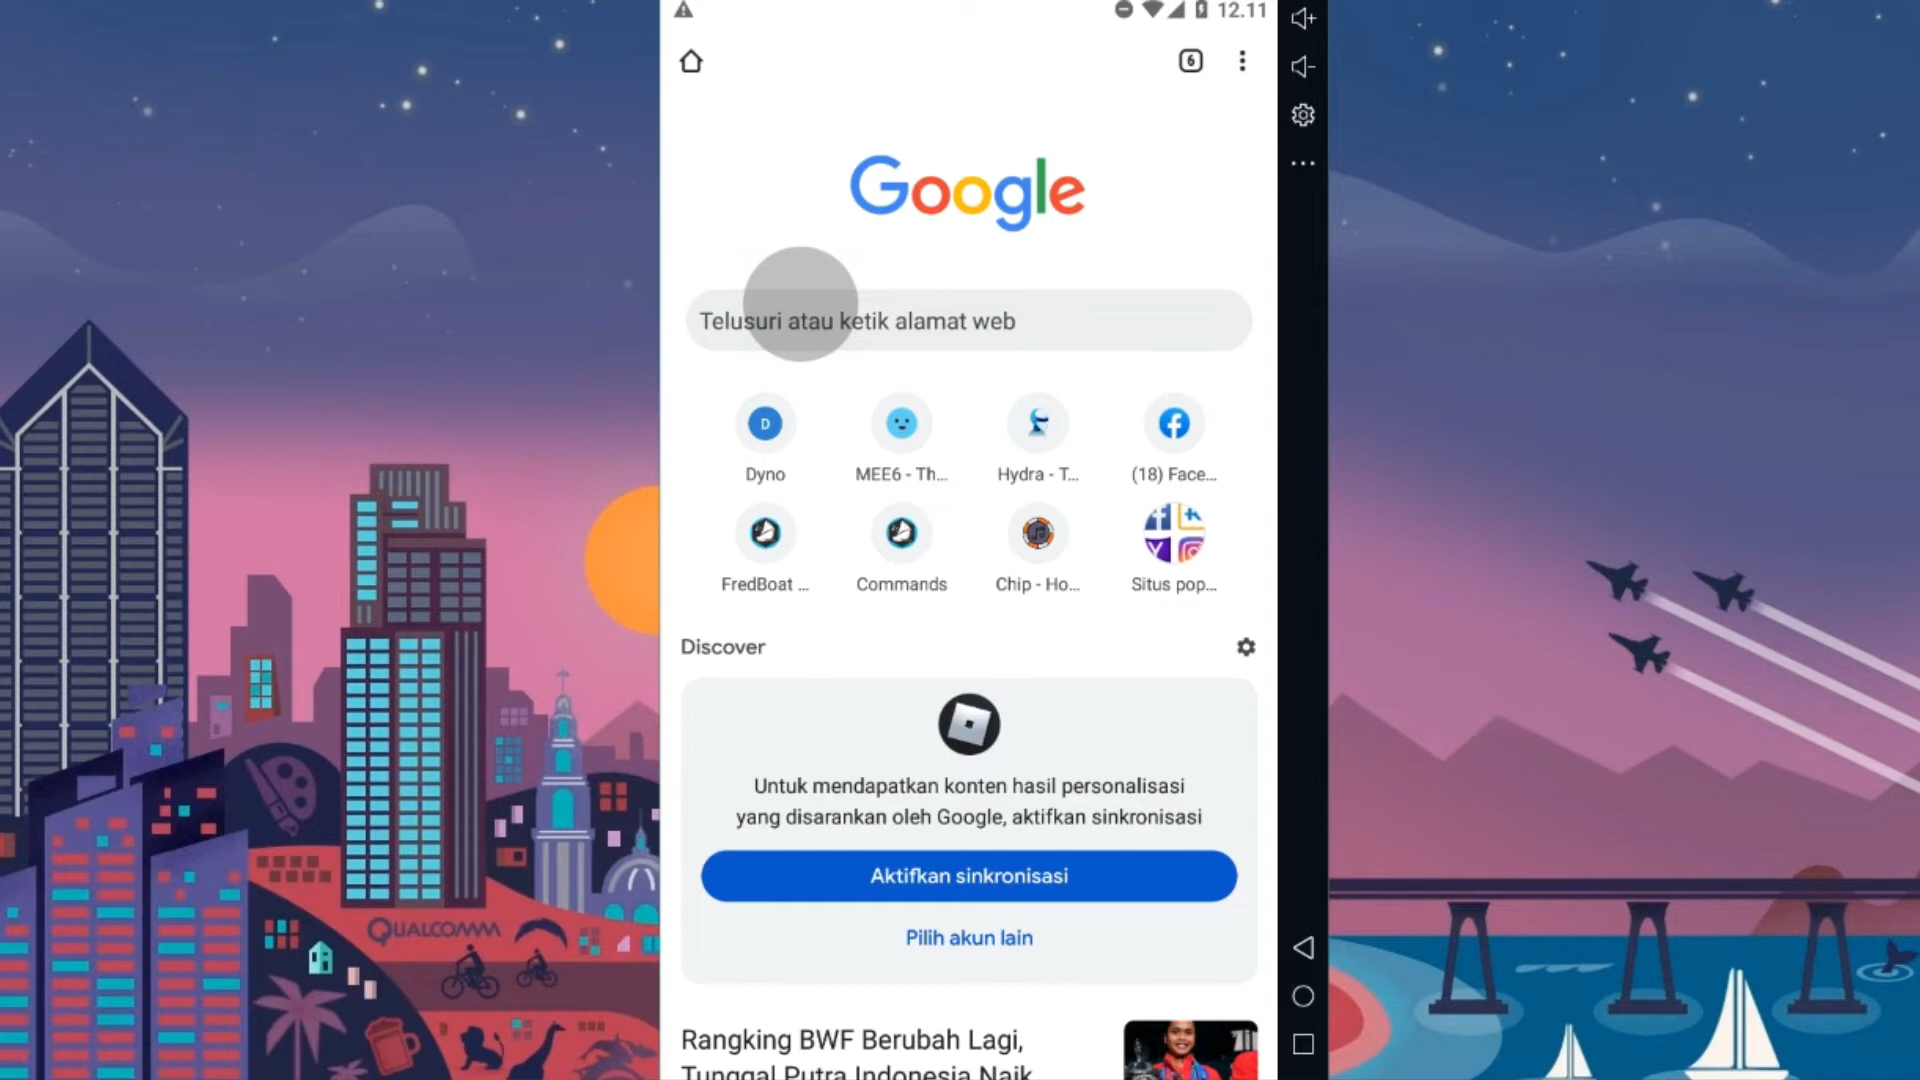 12.11
6
Google
Telusuri atau ketik alamat web
D
Dyno
MEE6 - Th...
Hydra - T...
(18) Face...
FredBoat ...
Commands
Chip - Ho...
Situs pop...
Discover
Untuk mendapatkan konten hasil personalisasi
yang disarankan oleh Google, aktifkan sinkronisasi
Aktifkan sinkronisasi
Pilih akun lain
Rangking BWF Berubah Lagi,
Tunggal Putra Indonesia Naik
QUALCOMM